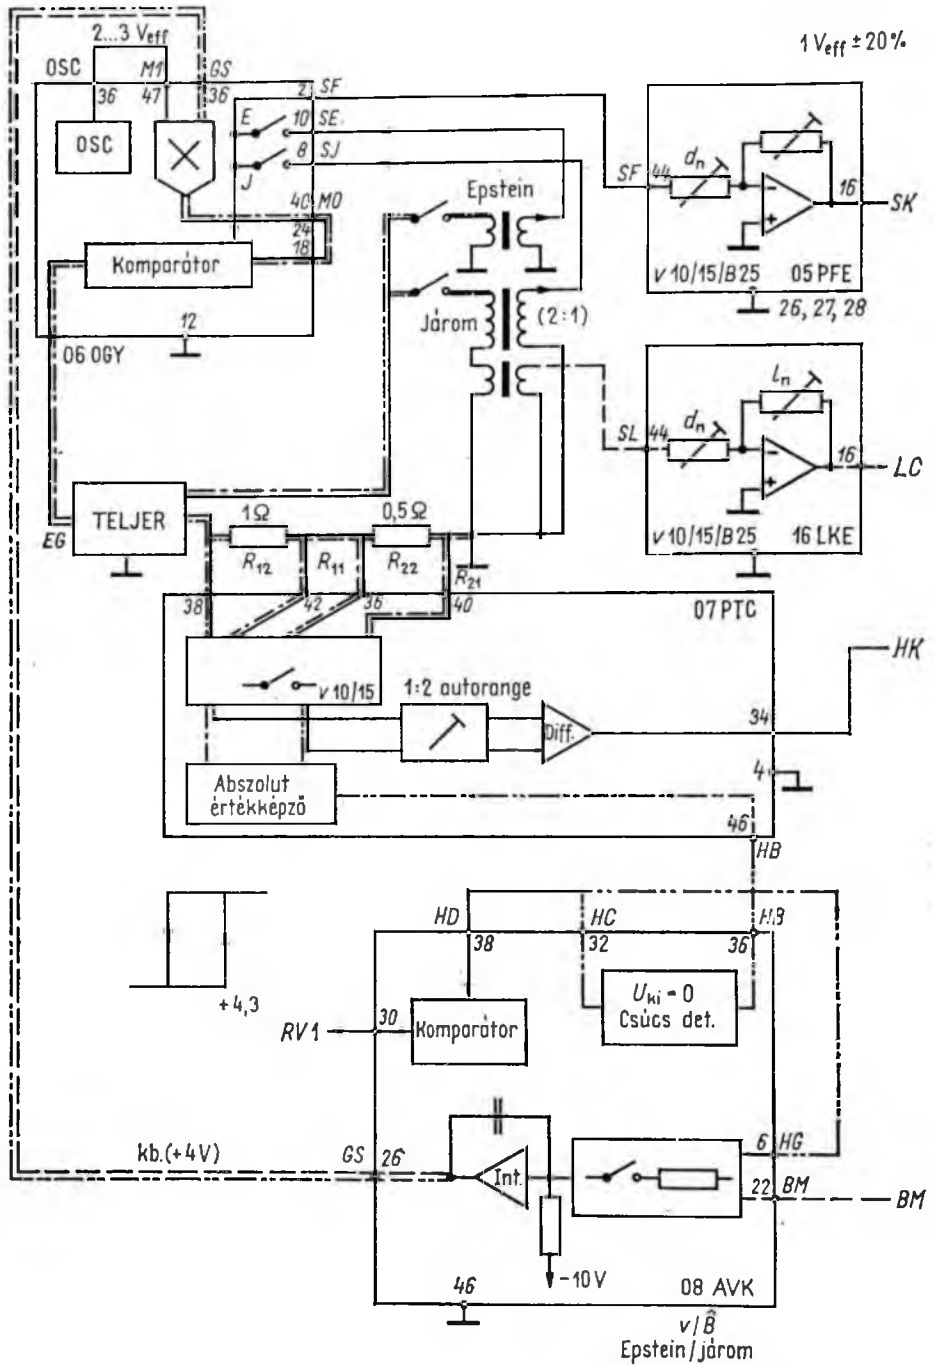 2...3 Veff
1 Veff ± 20%
OSC
M1
GS
36
47
36
2
SF
OSC
E
10
SE
8
SJ
J
40
MO
24
18
Komparátor
12
06 OGY
Epstein
Járom
(2:1)
SF
44
dn
16
SK
v 10/15/B25
05 PFE
26, 27, 28
SL
44
dn
ln
16
LC
v 10/15/B25
16 LKE
EG
TELJER
1Ω
0,5Ω
R12
R11
R22
R21
38
42
36
40
07 PTC
v 10/15
1:2 autorange
Diff.
34
HK
4
Abszolut
értékképző
46
HB
+4,3
HD
HC
HB
38
32
36
Uki = 0
Csúcs det.
RV1
30
Komparátor
kb.(+4V)
GS
26
Int.
6
HG
22
BM
BM
-10V
46
08 AVK
v/B̂
Epstein/járom